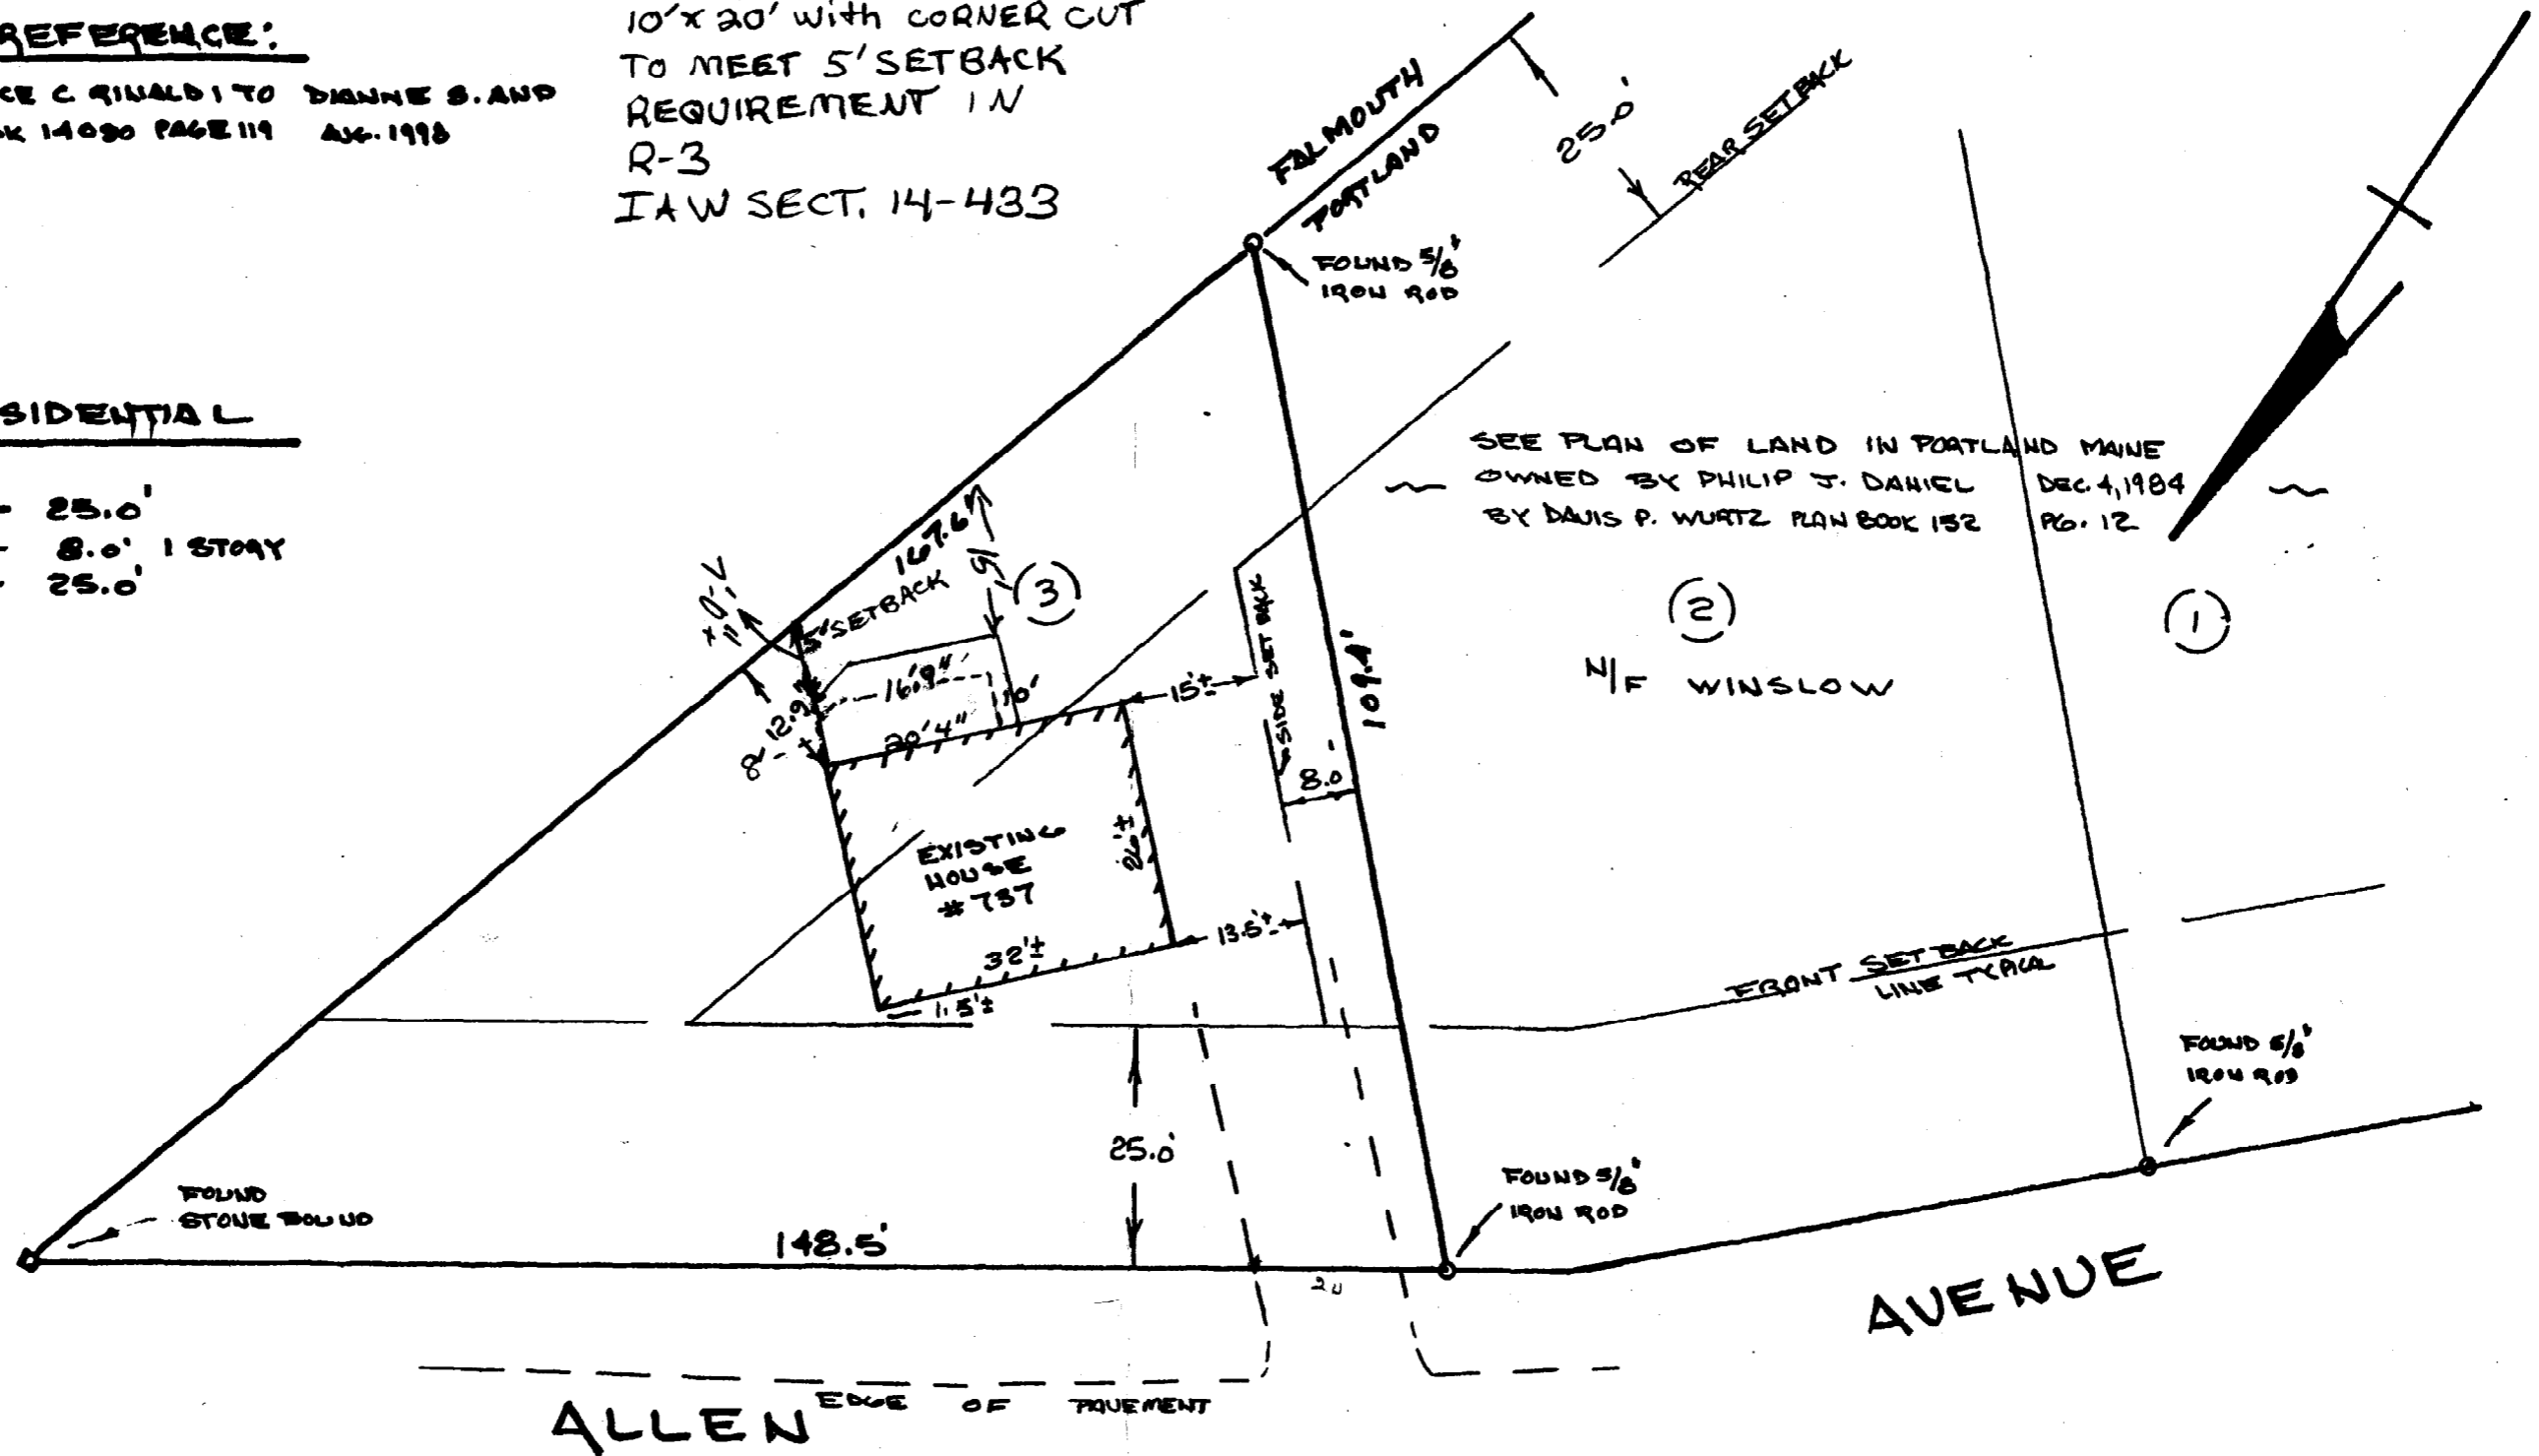 REFERENCE:
CE C RINALDI TO DIANNE S. AND
K 14080 PAGE 119 AUG. 1998
10' x 20' with CORNER CUT
TO MEET 5' SETBACK
REQUIREMENT IN
R-3
IAW SECT. 14-433
SIDENTIAL
- 25.0'
- 8.0' 1 STORY
- 25.0'
FALMOUTH
PORTLAND
25.0'
REAR SETBACK
FOUND 5/8"
IRON ROD
SEE PLAN OF LAND IN PORTLAND MAINE
OWNED BY PHILIP J. DANIEL DEC. 4, 1984
BY DAVIS P. WURTZ PLAN BOOK 152 PG. 12
167.6'
5' SETBACK
3
2
1
N/F WINSLOW
16'9"
10'
20'4"
15'±
SIDE SET BACK
109.4'
8.0'
EXISTING
HOUSE
#737
26'±
32'±
13.5'±
1.5'±
FRONT SET BACK
LINE TYPICAL
25.0'
FOUND 5/8"
IRON ROD
FOUND 5/8"
IRON ROD
FOUND
STONE BOUND
148.5'
20
EDGE OF PAVEMENT
ALLEN AVENUE